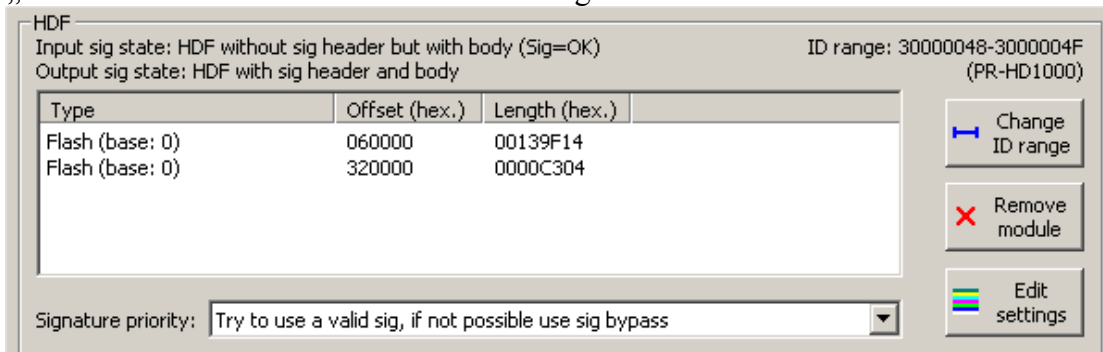 HDF
Input sig state: HDF without sig header but with body (Sig=OK)
ID range: 30000048-3000004F
Output sig state: HDF with sig header and body
(PR-HD1000)
Type Offset (hex.) Length (hex.)
Flash (base: 0) 060000 00139F14
Flash (base: 0) 320000 0000C304
Change
ID range
Remove
module
Edit
settings
Signature priority: Try to use a valid sig, if not possible use sig bypass